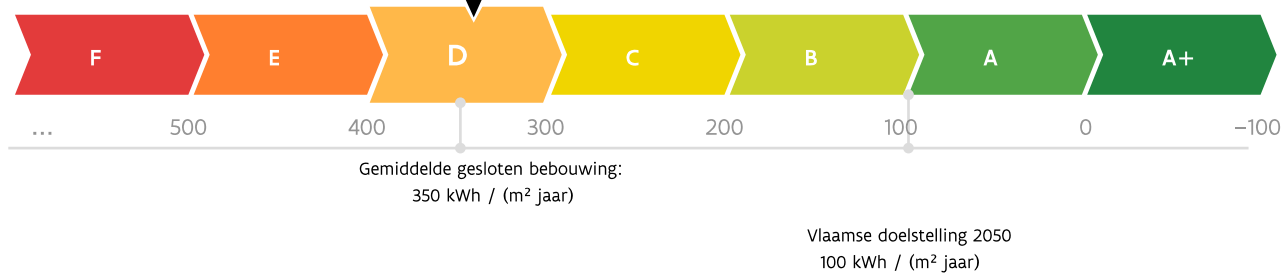 F E D C B A A+
... 500 400 300 200 100 0 −100
Gemiddelde gesloten bebouwing:
350 kWh / (m² jaar)
Vlaamse doelstelling 2050
100 kWh / (m² jaar)